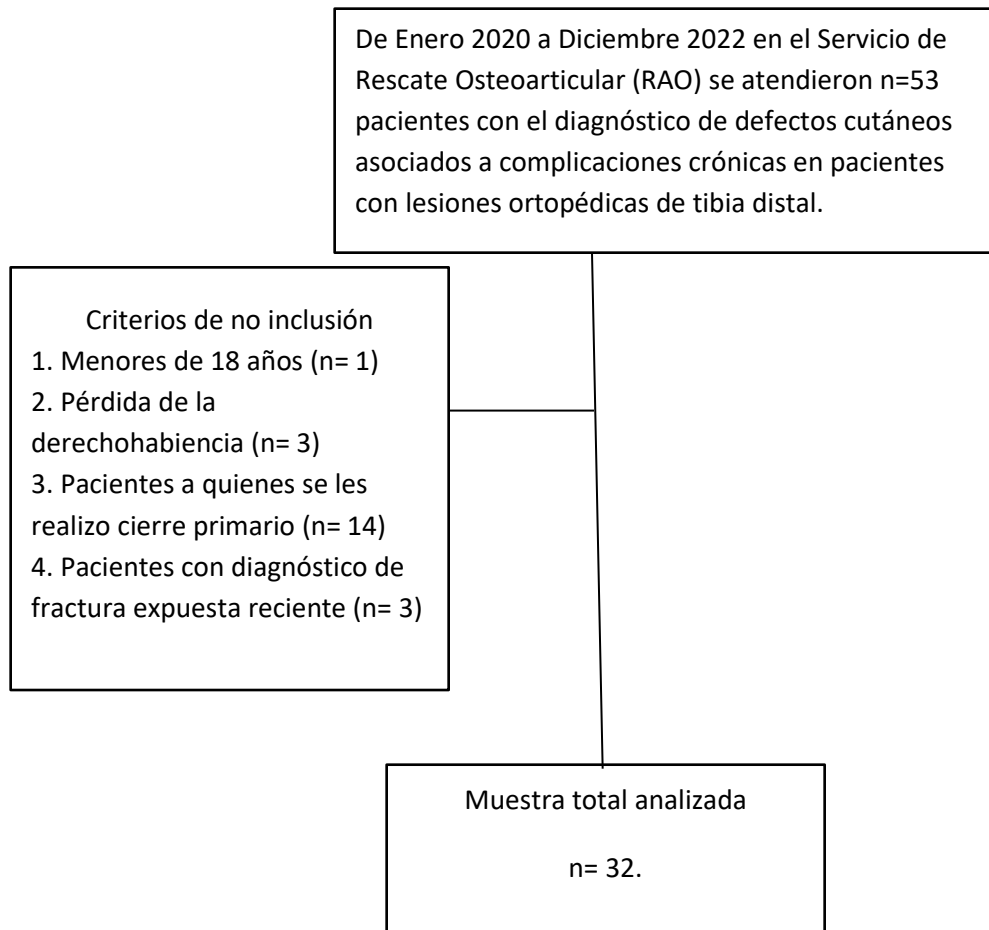 De Enero 2020 a Diciembre 2022 en el Servicio de
Rescate Osteoarticular (RAO) se atendieron n=53
pacientes con el diagnóstico de defectos cutáneos
asociados a complicaciones crónicas en pacientes
con lesiones ortopédicas de tibia distal.
Criterios de no inclusión
1. Menores de 18 años (n= 1)
2. Pérdida de la
derechohabiencia (n= 3)
3. Pacientes a quienes se les
realizo cierre primario (n= 14)
4. Pacientes con diagnóstico de
fractura expuesta reciente (n= 3)
Muestra total analizada
n= 32.